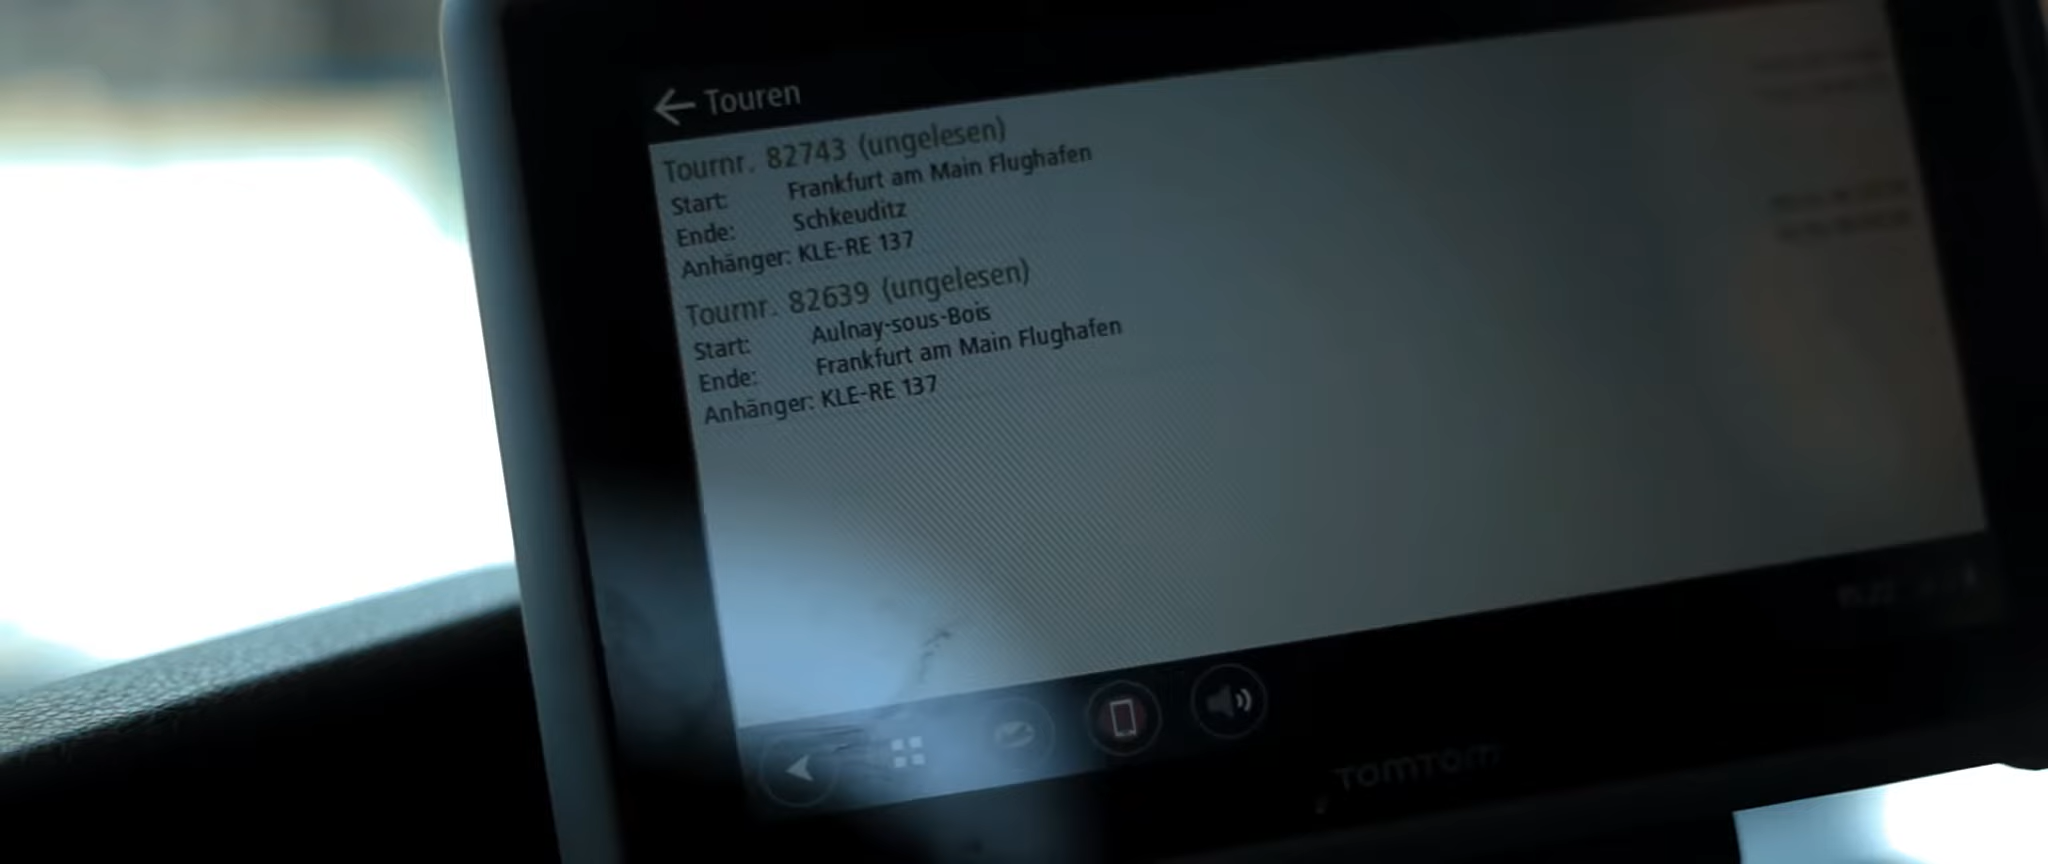 Touren
Tournr. 82743 (ungelesen)
Start: Frankfurt am Main Flughafen
Ende: Schkeuditz
Anhänger: KLE-RE 137
Tournr. 82639 (ungelesen)
Start: Aulnay-sous-Bois
Ende: Frankfurt am Main Flughafen
Anhänger: KLE-RE 137
TOMTOM